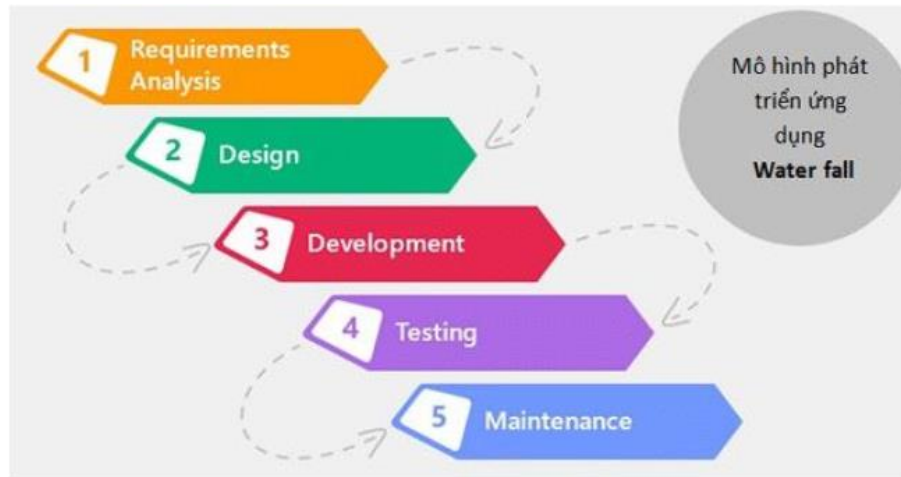 1
Requirements
Analysis
2
Design
3
Development
4
Testing
5
Maintenance
Mô hình phát
triển ứng
dụng
Water fall